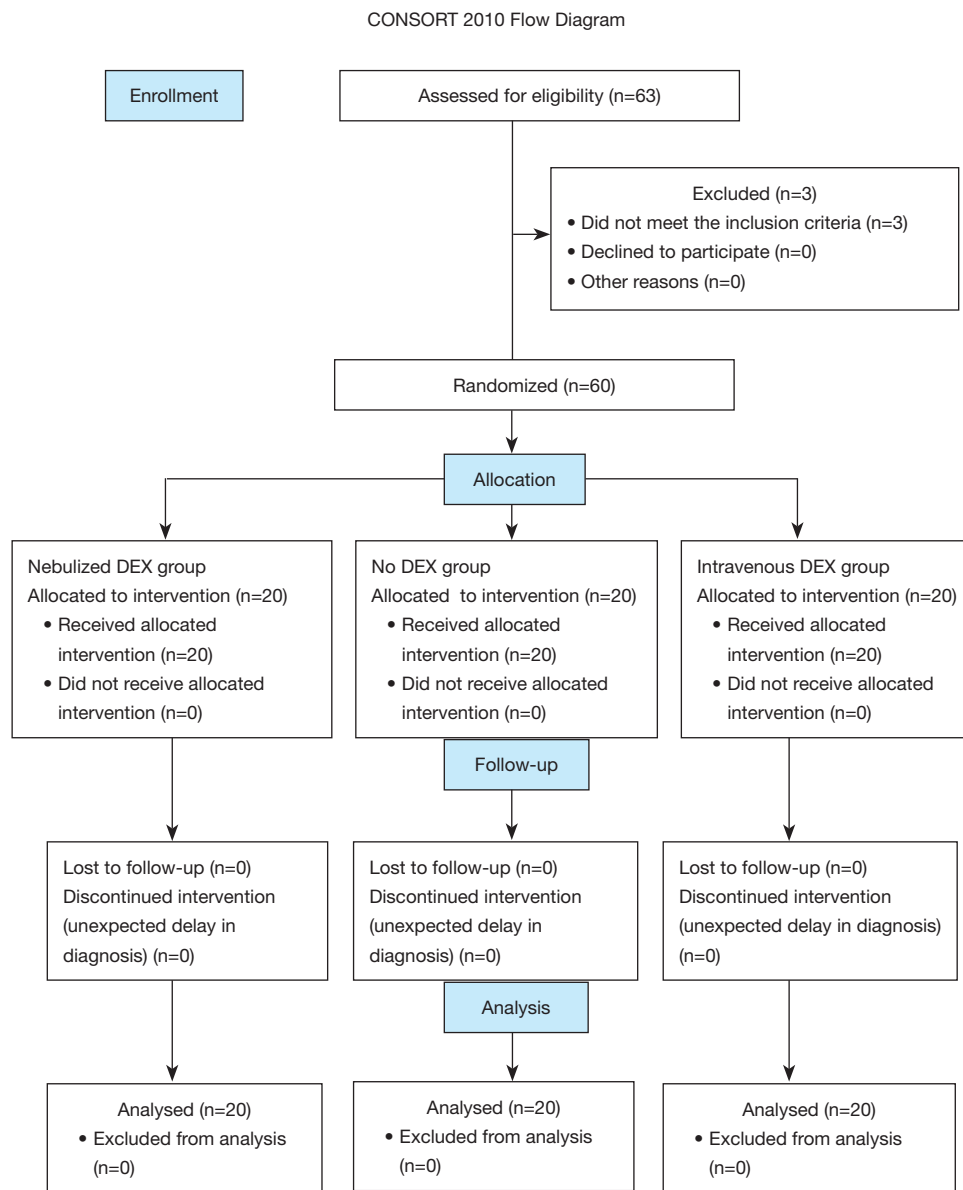 CONSORT 2010 Flow Diagram
Enrollment
Assessed for eligibility (n=63)
Excluded (n=3)
• Did not meet the inclusion criteria (n=3)
• Declined to participate (n=0)
• Other reasons (n=0)
Randomized (n=60)
Allocation
Nebulized DEX group
Allocated to intervention (n=20)
• Received allocated
intervention (n=20)
• Did not receive allocated
intervention (n=0)
No DEX group
Allocated to intervention (n=20)
• Received allocated
intervention (n=20)
• Did not receive allocated
intervention (n=0)
Intravenous DEX group
Allocated to intervention (n=20)
• Received allocated
intervention (n=20)
• Did not receive allocated
intervention (n=0)
Follow-up
Lost to follow-up (n=0)
Discontinued intervention
(unexpected delay in
diagnosis) (n=0)
Lost to follow-up (n=0)
Discontinued intervention
(unexpected delay in
diagnosis) (n=0)
Lost to follow-up (n=0)
Discontinued intervention
(unexpected delay in diagnosis)
(n=0)
Analysis
Analysed (n=20)
• Excluded from analysis
(n=0)
Analysed (n=20)
• Excluded from analysis
(n=0)
Analysed (n=20)
• Excluded from analysis
(n=0)